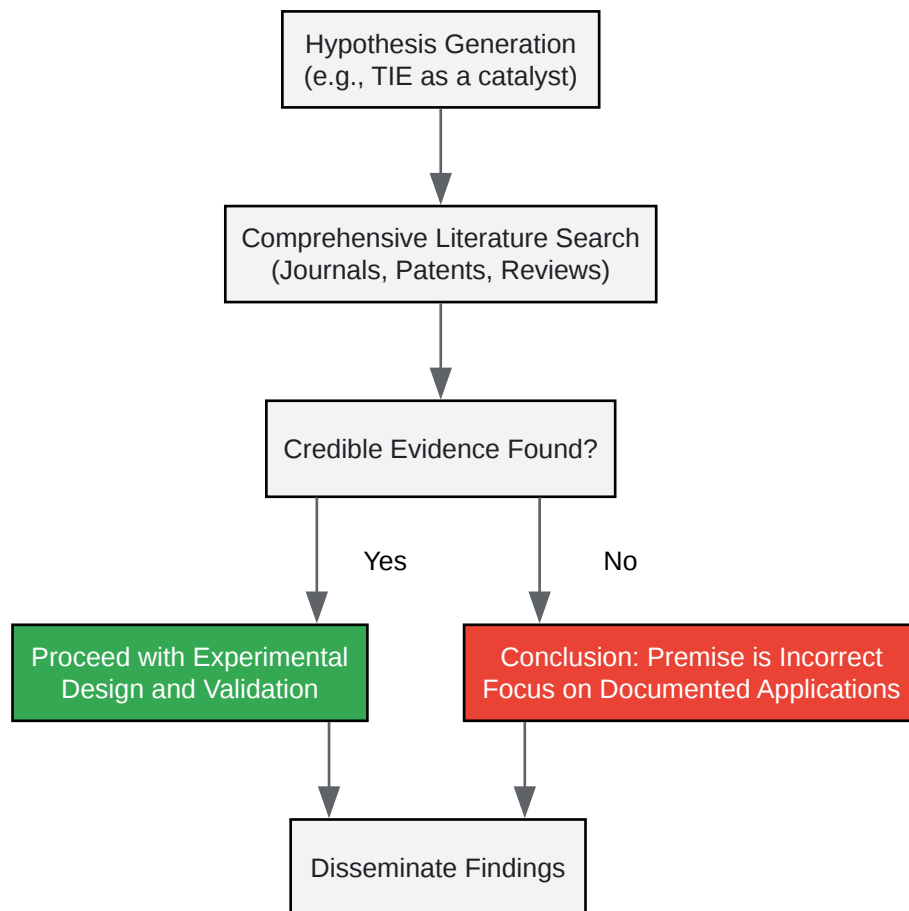 Hypothesis Generation
(e.g., TIE as a catalyst)
Comprehensive Literature Search
(Journals, Patents, Reviews)
Credible Evidence Found?
Yes
No
Proceed with Experimental
Design and Validation
Conclusion: Premise is Incorrect
Focus on Documented Applications
Disseminate Findings